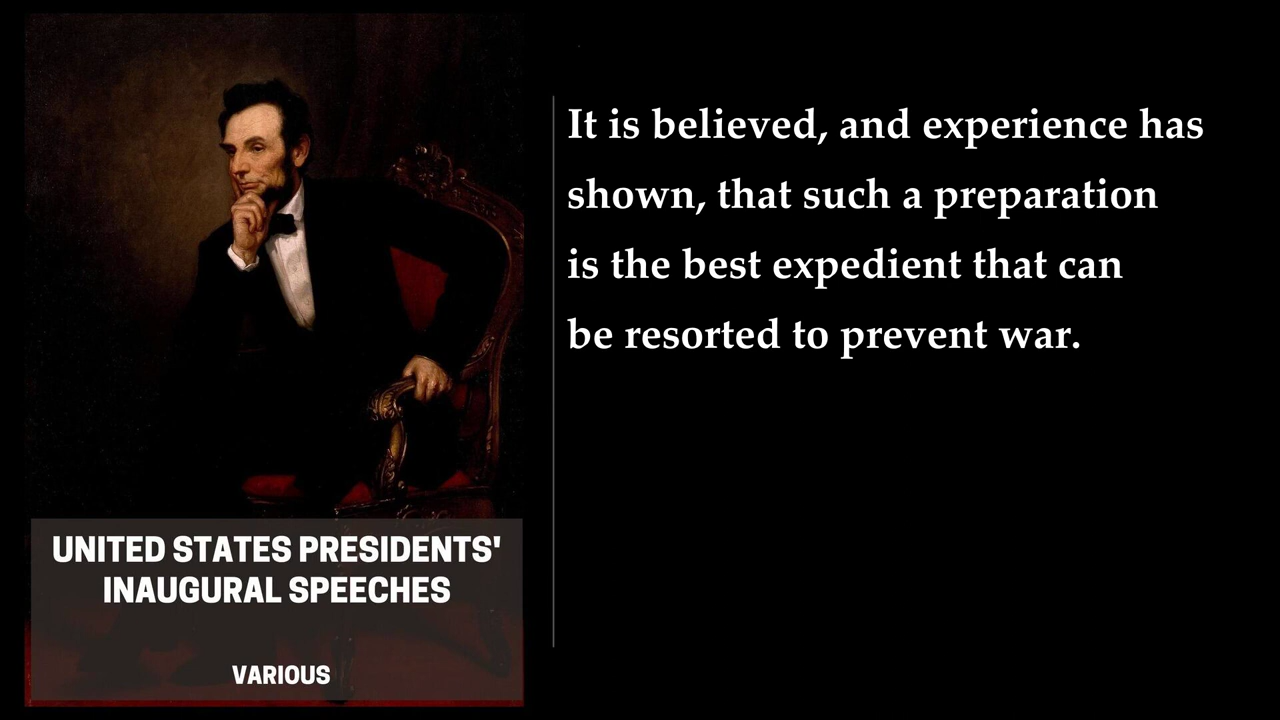 It is believed, and experience has
shown, that such a preparation
is the best expedient that can
be resorted to prevent war.
UNITED STATES PRESIDENTS'
INAUGURAL SPEECHES
VARIOUS